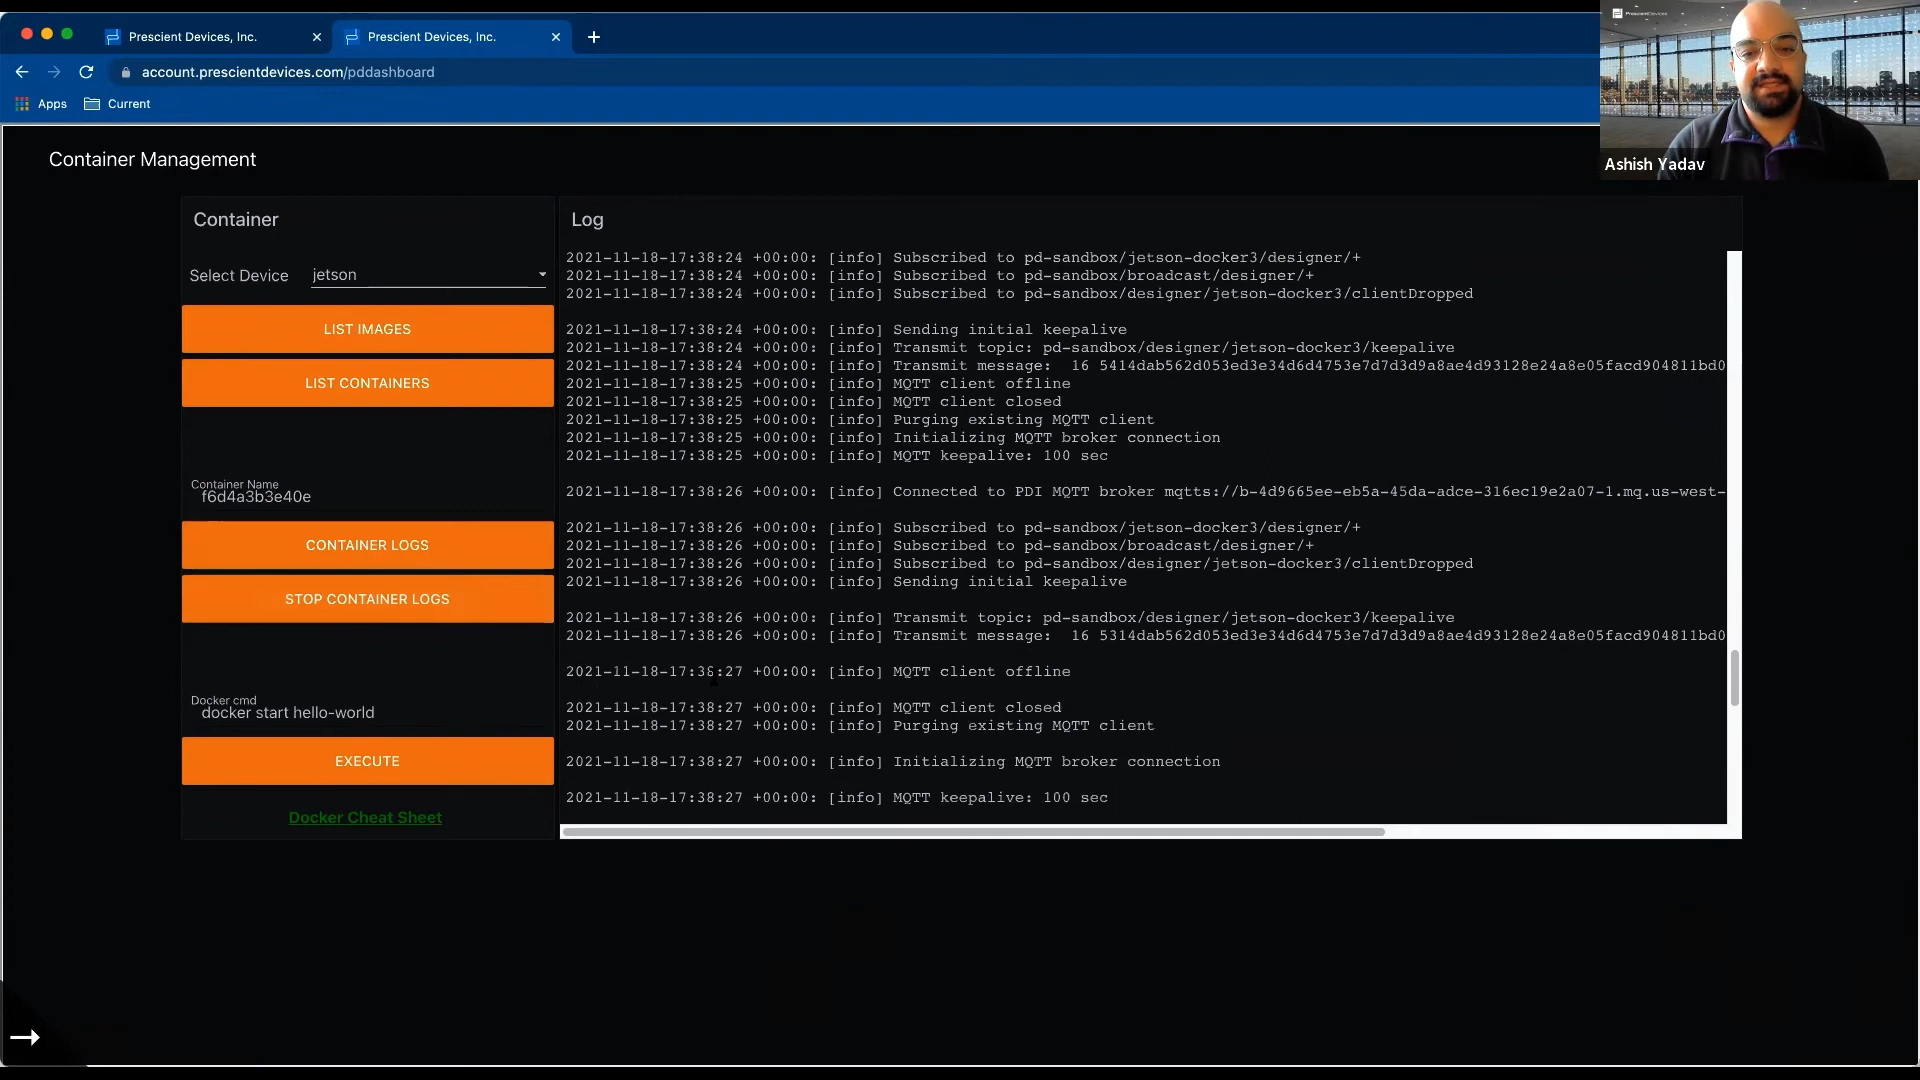 Prescient Devices, Inc.
Prescient Devices, Inc.
account.prescientdevices.com/pddashboard
Apps
Current
PrescientDevices
Ashish Yadav
Container Management
Container
Select Device
jetson
LIST IMAGES
LIST CONTAINERS
Container Name
f6d4a3b3e40e
CONTAINER LOGS
STOP CONTAINER LOGS
Docker cmd
docker start hello-world
EXECUTE
Docker Cheat Sheet
Log
2021-11-18-17:38:24 +00:00: [info] Subscribed to pd-sandbox/jetson-docker3/designer/+
2021-11-18-17:38:24 +00:00: [info] Subscribed to pd-sandbox/broadcast/designer/+
2021-11-18-17:38:24 +00:00: [info] Subscribed to pd-sandbox/designer/jetson-docker3/clientDropped
2021-11-18-17:38:24 +00:00: [info] Sending initial keepalive
2021-11-18-17:38:24 +00:00: [info] Transmit topic: pd-sandbox/designer/jetson-docker3/keepalive
2021-11-18-17:38:24 +00:00: [info] Transmit message:  16 5414dab562d053ed3e34d6d4753e7d7d3d9a8ae4d93128e24a8e05facd904811bd0
2021-11-18-17:38:25 +00:00: [info] MQTT client offline
2021-11-18-17:38:25 +00:00: [info] MQTT client closed
2021-11-18-17:38:25 +00:00: [info] Purging existing MQTT client
2021-11-18-17:38:25 +00:00: [info] Initializing MQTT broker connection
2021-11-18-17:38:25 +00:00: [info] MQTT keepalive: 100 sec
2021-11-18-17:38:26 +00:00: [info] Connected to PDI MQTT broker mqtts://b-4d9665ee-eb5a-45da-adce-316ec19e2a07-1.mq.us-west-
2021-11-18-17:38:26 +00:00: [info] Subscribed to pd-sandbox/jetson-docker3/designer/+
2021-11-18-17:38:26 +00:00: [info] Subscribed to pd-sandbox/broadcast/designer/+
2021-11-18-17:38:26 +00:00: [info] Subscribed to pd-sandbox/designer/jetson-docker3/clientDropped
2021-11-18-17:38:26 +00:00: [info] Sending initial keepalive
2021-11-18-17:38:26 +00:00: [info] Transmit topic: pd-sandbox/designer/jetson-docker3/keepalive
2021-11-18-17:38:26 +00:00: [info] Transmit message:  16 5314dab562d053ed3e34d6d4753e7d7d3d9a8ae4d93128e24a8e05facd904811bd0
2021-11-18-17:38:27 +00:00: [info] MQTT client offline
2021-11-18-17:38:27 +00:00: [info] MQTT client closed
2021-11-18-17:38:27 +00:00: [info] Purging existing MQTT client
2021-11-18-17:38:27 +00:00: [info] Initializing MQTT broker connection
2021-11-18-17:38:27 +00:00: [info] MQTT keepalive: 100 sec